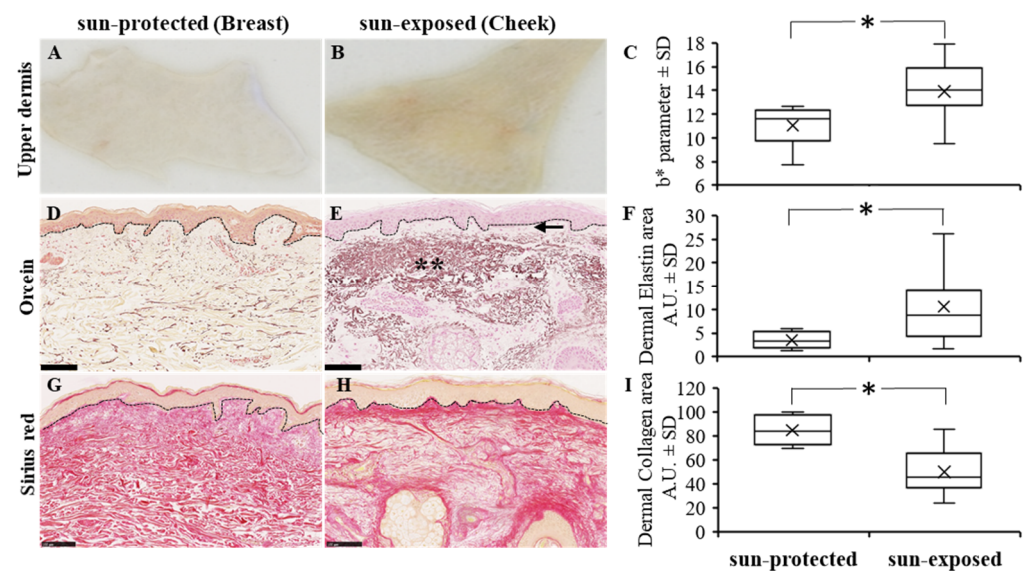 sun-protected (Breast)
sun-exposed (Cheek)
Upper dermis
A
B
C
b* parameter ± SD
18
16
14
12
10
8
6
*
Orcein
D
E
**
F
Dermal Elastin area
A.U. ± SD
30
25
20
15
10
5
0
*
Sirius red
G
H
I
Dermal Collagen area
A.U. ± SD
120
100
80
60
40
20
0
*
sun-protected
sun-exposed